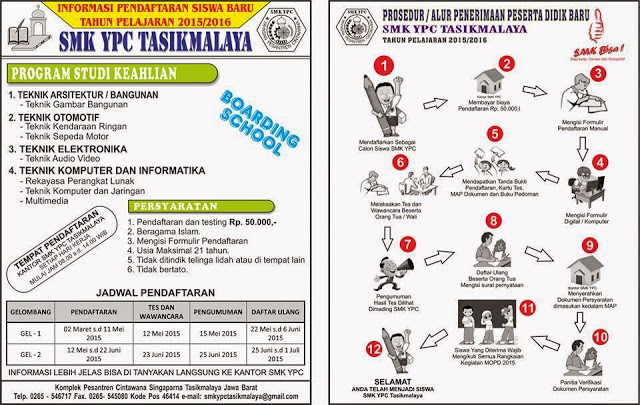 INFORMASI PENDAFTARAN SISWA BARU
TAHUN PELAJARAN 2015/2016
SMK YPC TASIKMALAYA
SMK YPC
PROGRAM STUDI KEAHLIAN
1. TEKNIK ARSITEKTUR / BANGUNAN
- Teknik Gambar Bangunan
2. TEKNIK OTOMOTIF
- Teknik Kendaraan Ringan
- Teknik Sepeda Motor
3. TEKNIK ELEKTRONIKA
- Teknik Audio Video
4. TEKNIK KOMPUTER DAN INFORMATIKA
- Rekayasa Perangkat Lunak
- Teknik Komputer dan Jaringan
- Multimedia
BOARDING
SCHOOL
TEMPAT PENDAFTARAN
KANTOR SMK YPC TASIKMALAYA
SETIAP HARI KERJA
MULAI JAM 08.00 s.d. 14.00 WIB
PERSYARATAN
1. Pendaftaran dan testing Rp. 50.000,-
2. Beragama Islam.
3. Mengisi Formulir Pendaftaran
4. Usia Maksimal 21 tahun.
5. Tidak ditindik telinga lidah atau di tempat lain
6. Tidak bertato.
JADWAL PENDAFTARAN
GELOMBANG PENDAFTARAN TES DAN WAWANCARA PENGUMUMAN DAFTAR ULANG
GEL - 1 02 Maret s.d 11 Mei 2015 12 Mei 2015 15 Mei 2015 22 Mei s.d 6 Juni 2015
GEL - 2 12 Mei s.d 22 Juni 2015 23 Juni 2015 25 Juni 2015 25 Juni s.d 1 Juli 2015
INFORMASI LEBIH JELAS BISA DI TANYAKAN LANGSUNG KE KANTOR SMK YPC
Komplek Pesantren Cintawana Singaparna Tasikmalaya Jawa Barat
Telp. 0265 - 546717 Fax. 0265- 545080 Kode Pos 46414 e-mail: smkypctasikmalaya@gmail.com
PROSEDUR / ALUR PENERIMAAN PESERTA DIDIK BARU
SMK YPC TASIKMALAYA
TAHUN PELAJARAN 2015/2016
SMK YPC
SMK Bisa!
1
Mendaftarkan Sebagai
Calon Siswa SMK YPC
2
Kantor SMK YPC
Membayar biaya
Pendaftaran Rp. 50.000,-
3
Mengisi Formulir
Pendaftaran Manual
4
Mengisi Formulir
Digital / Komputer
5
Mendapatkan Tanda Bukti
Pendaftaran, Kartu Tes,
MAP Dokumen dan Buku Pedoman
6
Melaksakan Tes dan
Wawancara Beserta
Orang Tua / Wali
7
Pengumuman
Hasil Tes Dilihat
Dimading SMK YPC
8
Daftar Ulang
Beserta Orang Tua
Mengisi surat pernyataan
9
Kantor SMK YPC
Menyerahkan
Dokumen Persyaratan
dimasukan kedalam MAP
10
Panitia Verifikasi
Dokumen Persyaratan
11
Siswa Yang Diterima Wajib
Mengikuti Semua Rangkaian
Kegiatan MOPD 2015
12
SELAMAT
ANDA TELAH MENJADI SISWA
SMK YPC TASIKMALAYA